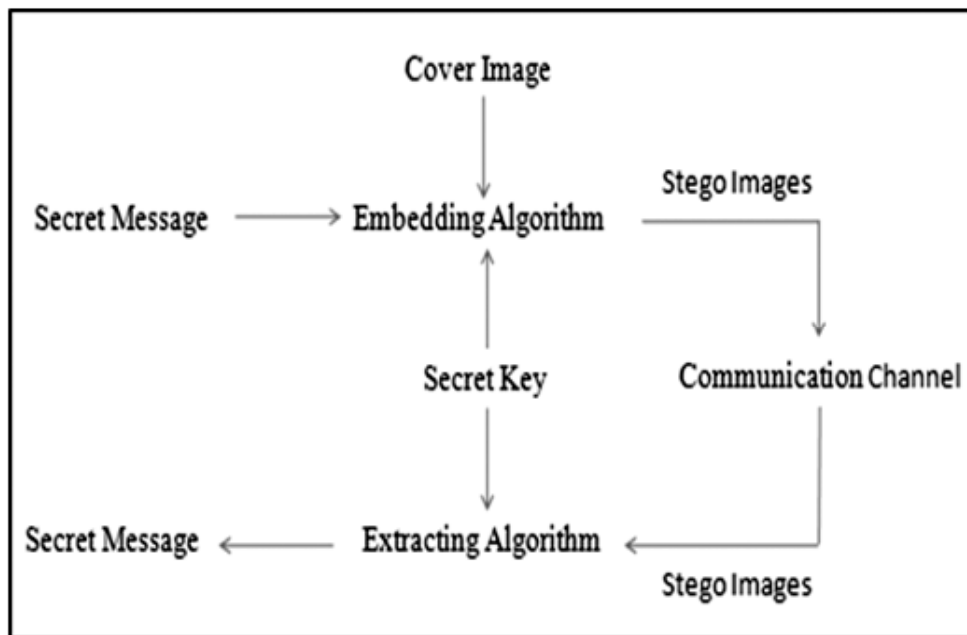 Cover Image
Stego Images
Secret Message
Embedding Algorithm
Secret Key
Communication Channel
Secret Message
Extracting Algorithm
Stego Images